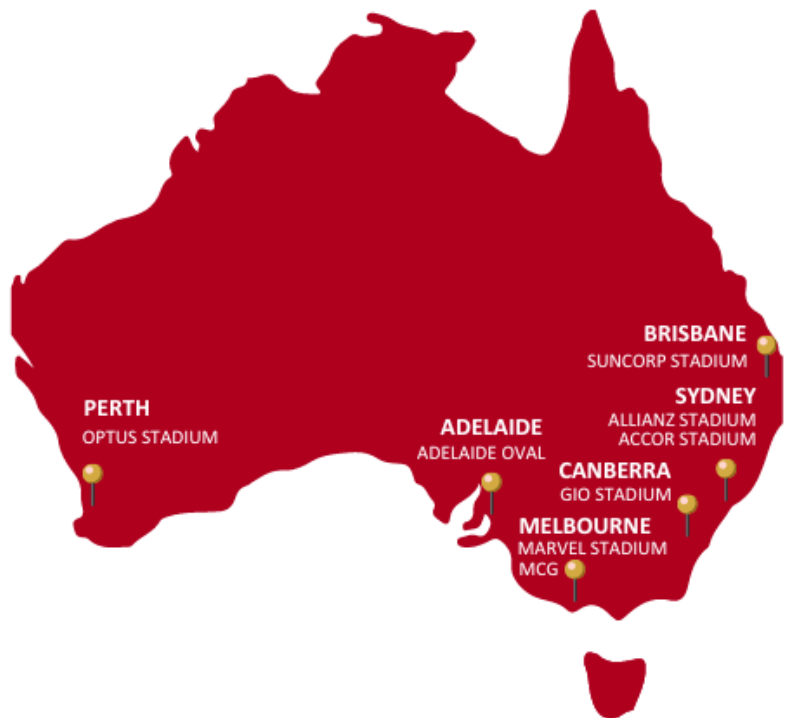 BRISBANE
SUNCORP STADIUM
SYDNEY
ALLIANZ STADIUM
ACCOR STADIUM
PERTH
OPTUS STADIUM
ADELAIDE
ADELAIDE OVAL
CANBERRA
GIO STADIUM
MELBOURNE
MARVEL STADIUM
MCG